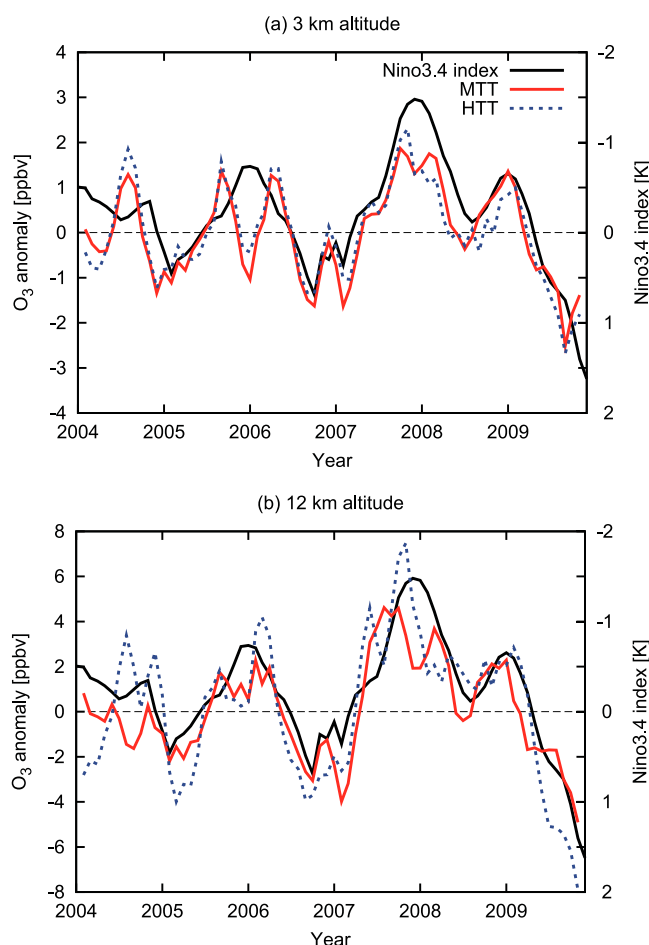 (a) 3 km altitude
4
3
2
1
0
-1
-2
-3
-4
O3 anomaly [ppbv]
-2
-1
0
1
2
Nino3.4 index [K]
Nino3.4 index
MTT
HTT
2004 2005 2006 2007 2008 2009
Year
(b) 12 km altitude
8
6
4
2
0
-2
-4
-6
-8
O3 anomaly [ppbv]
-2
-1
0
1
2
Nino3.4 index [K]
2004 2005 2006 2007 2008 2009
Year